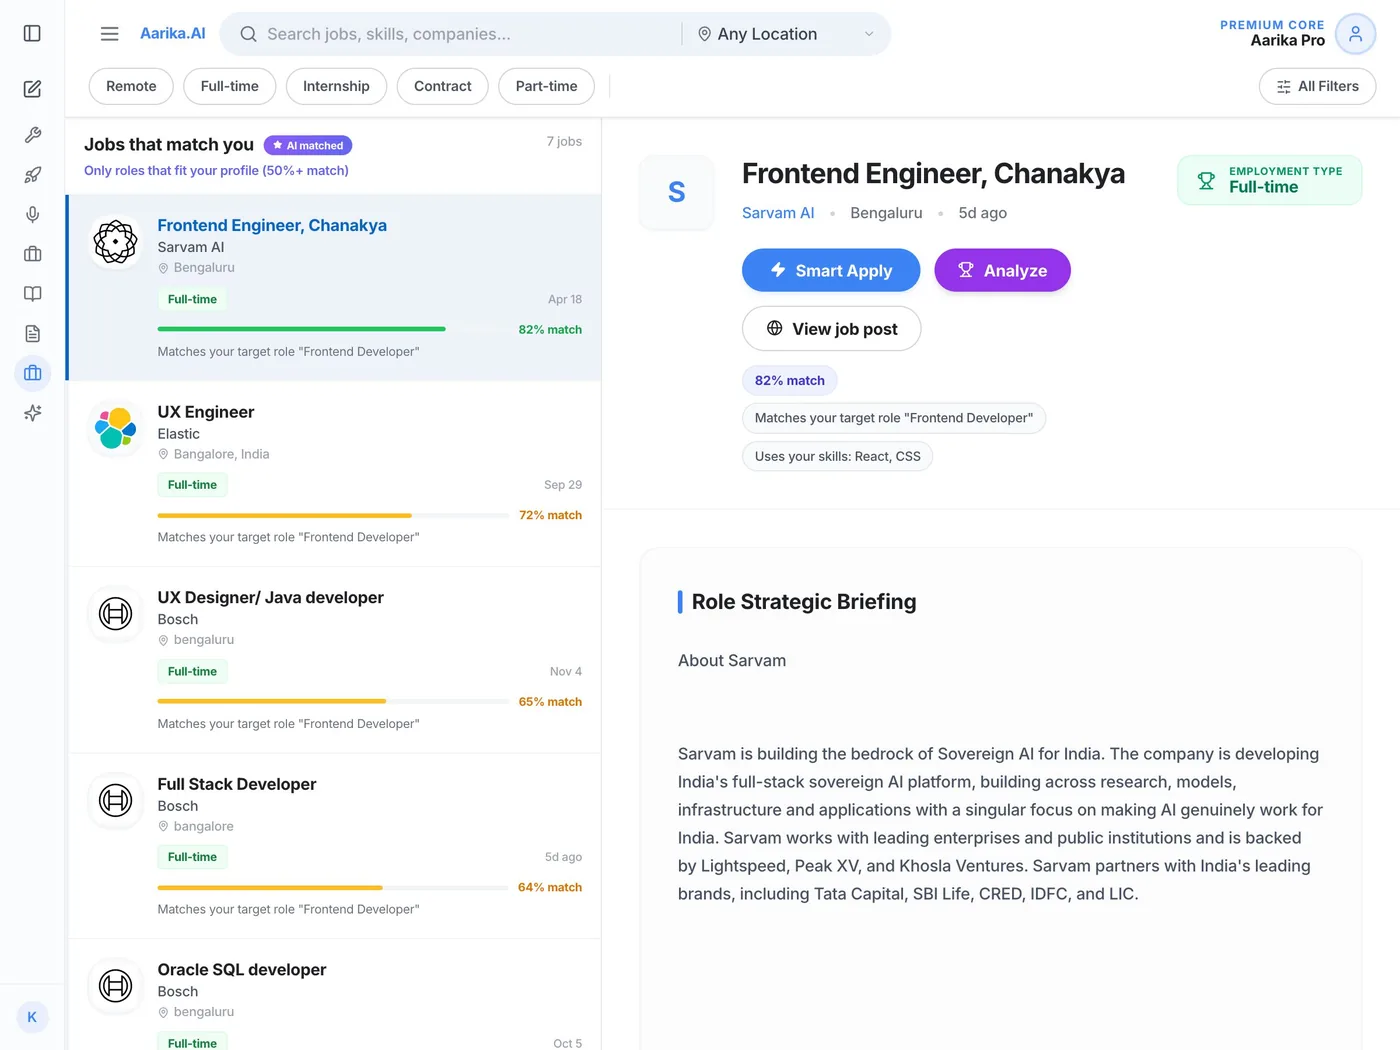 Aarika.AI
Search jobs, skills, companies...
Any Location
PREMIUM CORE
Aarika Pro
Remote
Full-time
Internship
Contract
Part-time
All Filters
Jobs that match you
AI matched
7 jobs
Only roles that fit your profile (50%+ match)
Frontend Engineer, Chanakya
Sarvam AI
Bengaluru
Full-time
Apr 18
82% match
Matches your target role "Frontend Developer"
UX Engineer
Elastic
Bangalore, India
Full-time
Sep 29
72% match
Matches your target role "Frontend Developer"
UX Designer/ Java developer
Bosch
bengaluru
Full-time
Nov 4
65% match
Matches your target role "Frontend Developer"
Full Stack Developer
Bosch
bangalore
Full-time
5d ago
64% match
Matches your target role "Frontend Developer"
Oracle SQL developer
Bosch
bengaluru
Full-time
Oct 5
K
S
Frontend Engineer, Chanakya
Sarvam AI • Bengaluru • 5d ago
EMPLOYMENT TYPE
Full-time
Smart Apply
Analyze
View job post
82% match
Matches your target role "Frontend Developer"
Uses your skills: React, CSS
Role Strategic Briefing
About Sarvam
Sarvam is building the bedrock of Sovereign AI for India. The company is developing
India's full-stack sovereign AI platform, building across research, models,
infrastructure and applications with a singular focus on making AI genuinely work for
India. Sarvam works with leading enterprises and public institutions and is backed
by Lightspeed, Peak XV, and Khosla Ventures. Sarvam partners with India's leading
brands, including Tata Capital, SBI Life, CRED, IDFC, and LIC.